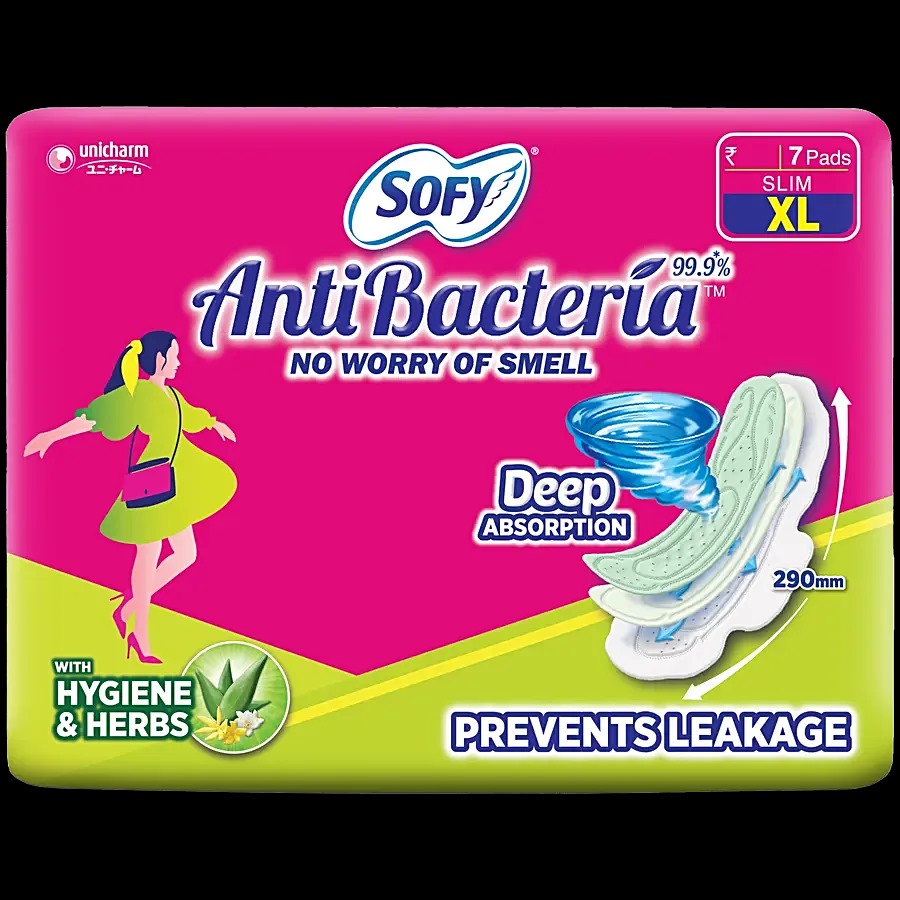 unicharm
ユニ・チャーム
SOFY®
AntiBacteria 99.9%*
™
NO WORRY OF SMELL
₹ 7 Pads
SLIM
XL
Deep
ABSORPTION
290mm
WITH
HYGIENE
& HERBS
PREVENTS LEAKAGE